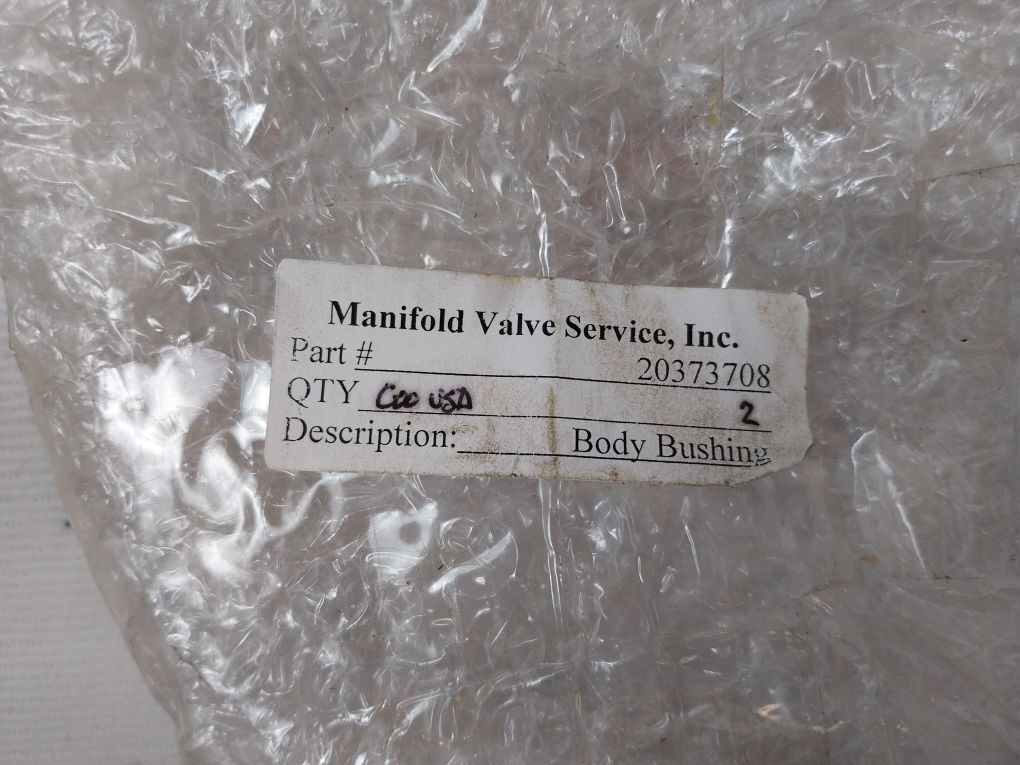 Manifold Valve Service, Inc.
Part # 20373708
QTY COO USA 2
Description: Body Bushing